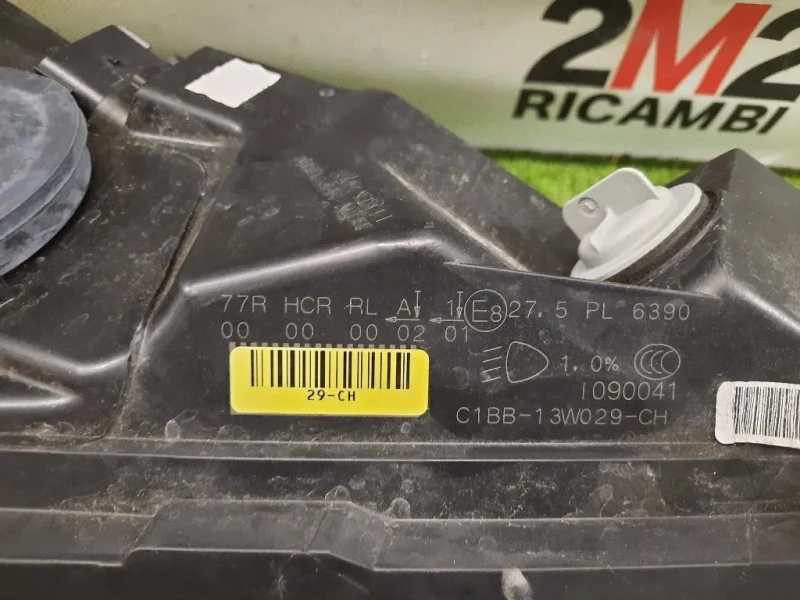 2M2
RICAMBI
77R HCR RL A 1 E8 27.5 PL 6390
00 00 00 02 01
1.0% CCC
1090041
29-CH
C1BB-13W029-CH